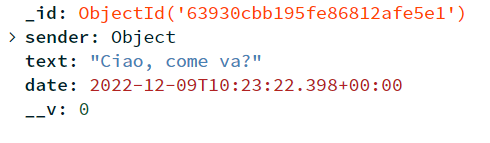 _id: ObjectId('63930cbb195fe86812afe5e1')
> sender: Object
text: "Ciao, come va?"
date: 2022-12-09T10:23:22.398+00:00
__v: 0